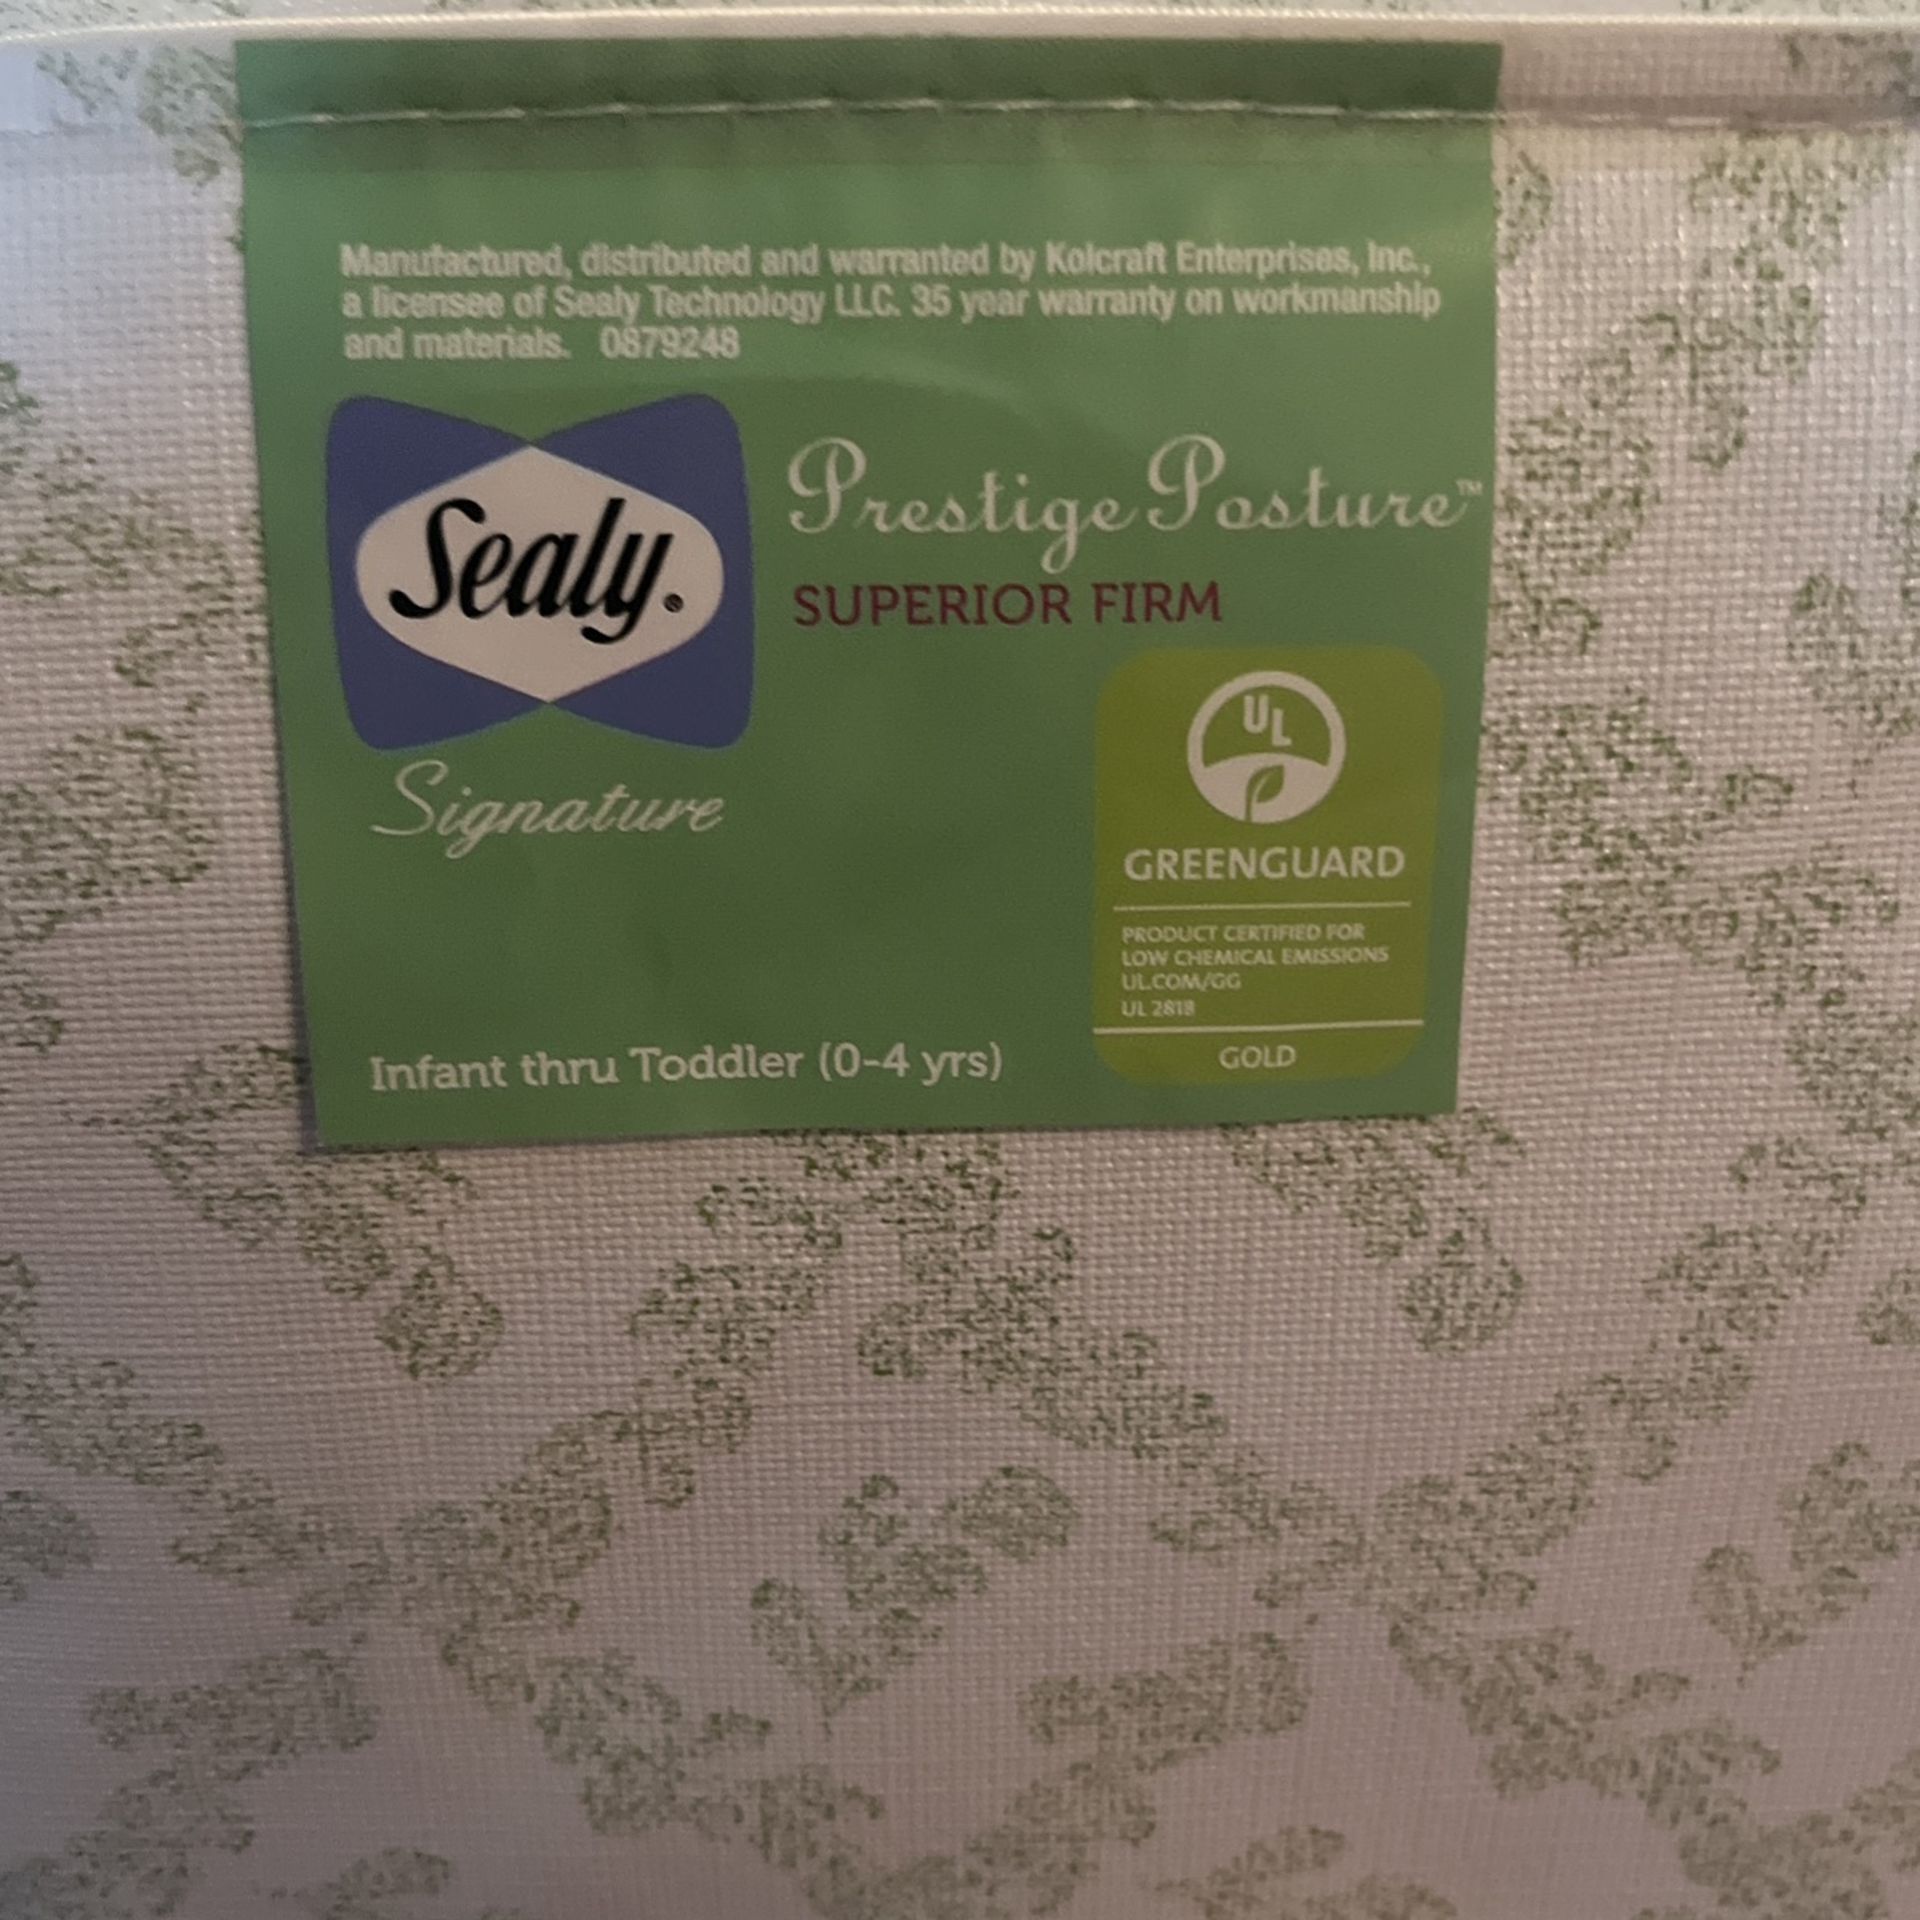 Manufactured, distributed and warranted by Kolcraft Enterprises, Inc.,
a licensee of Sealy Technology LLC. 35 year warranty on workmanship
and materials. 0879248
Sealy®
Signature
Prestige Posture™
SUPERIOR FIRM
UL
GREENGUARD
PRODUCT CERTIFIED FOR
LOW CHEMICAL EMISSIONS
UL.COM/GG
UL 2818
GOLD
Infant thru Toddler (0-4 yrs)